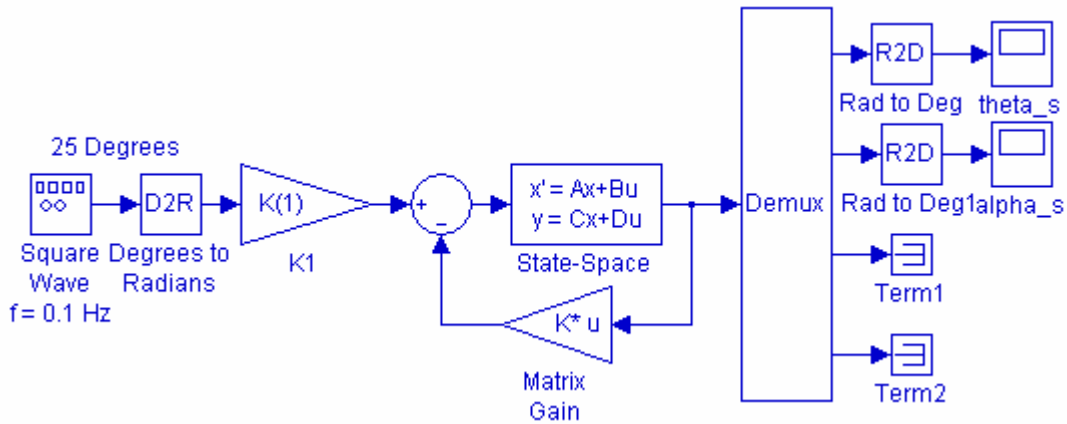 25 Degrees
Square
Wave
f = 0.1 Hz
D2R
Degrees to
Radians
K(1)
K1
+
−
x' = Ax+Bu
y = Cx+Du
State-Space
K* u
Matrix
Gain
Demux
R2D
Rad to Deg
theta_s
R2D
Rad to Deg1
alpha_s
Term1
Term2